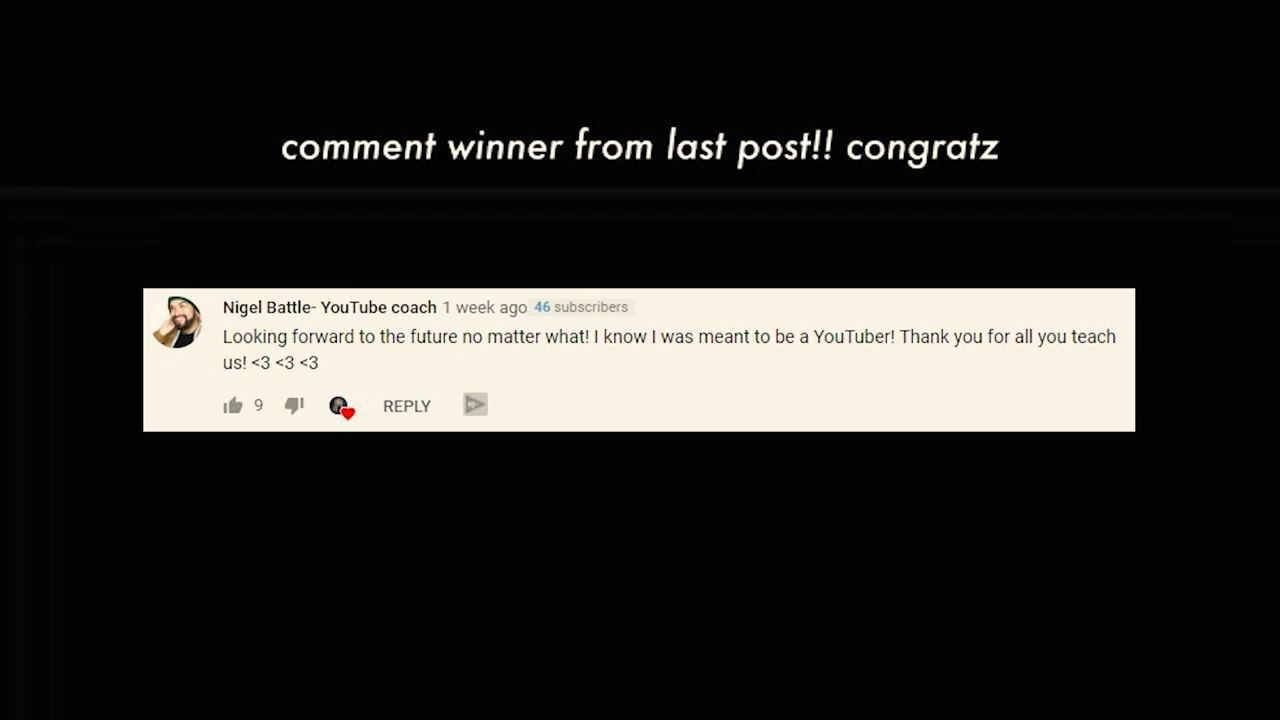 comment winner from last post!! congratz
Nigel Battle- YouTube coach 1 week ago 46 subscribers
Looking forward to the future no matter what! I know I was meant to be a YouTuber! Thank you for all you teach
us! <3 <3 <3
9 REPLY